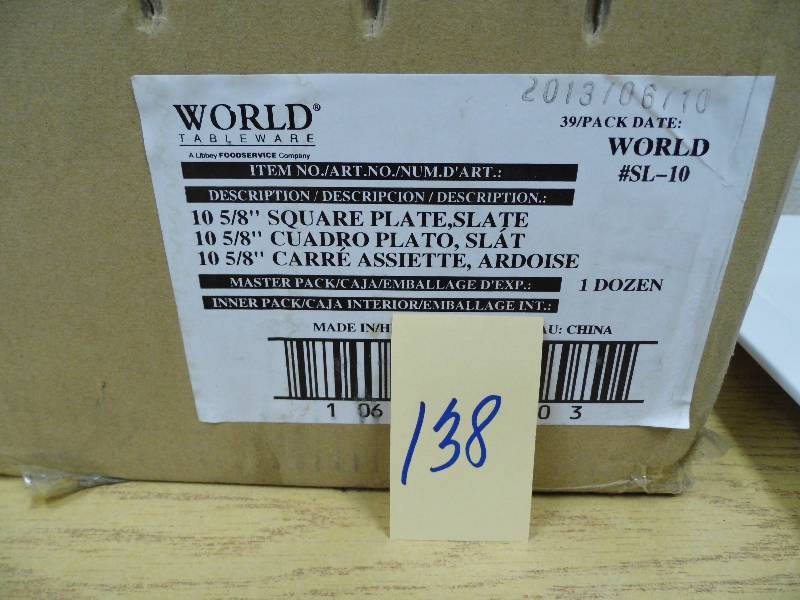 2013/06/10
WORLD®
TABLEWARE
A Libbey FOODSERVICE Company
39/PACK DATE:
WORLD
#SL-10
ITEM NO./ART.NO./NUM.D'ART.:
DESCRIPTION / DESCRIPCION / DESCRIPTION.:
10 5/8" SQUARE PLATE,SLATE
10 5/8" CUADRO PLATO, SLÁT
10 5/8" CARRÉ ASSIETTE, ARDOISE
MASTER PACK/CAJA/EMBALLAGE D'EXP.: 1 DOZEN
INNER PACK/CAJA INTERIOR/EMBALLAGE INT.:
MADE IN/H AU: CHINA
1 06 03
138